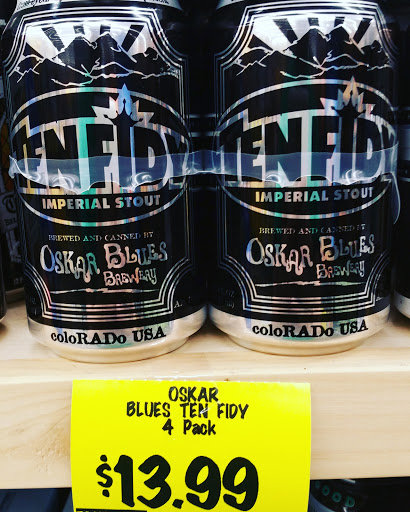 TEN FIDY
IMPERIAL STOUT
BREWED AND CANNED BY
OSKAR BLUES
BREWERY
coloRADo USA
TEN FIDY
IMPERIAL STOUT
BREWED AND CANNED BY
OSKAR BLUES
BREWERY
coloRADo USA
OSKAR
BLUES TEN FIDY
4 Pack
$13.99